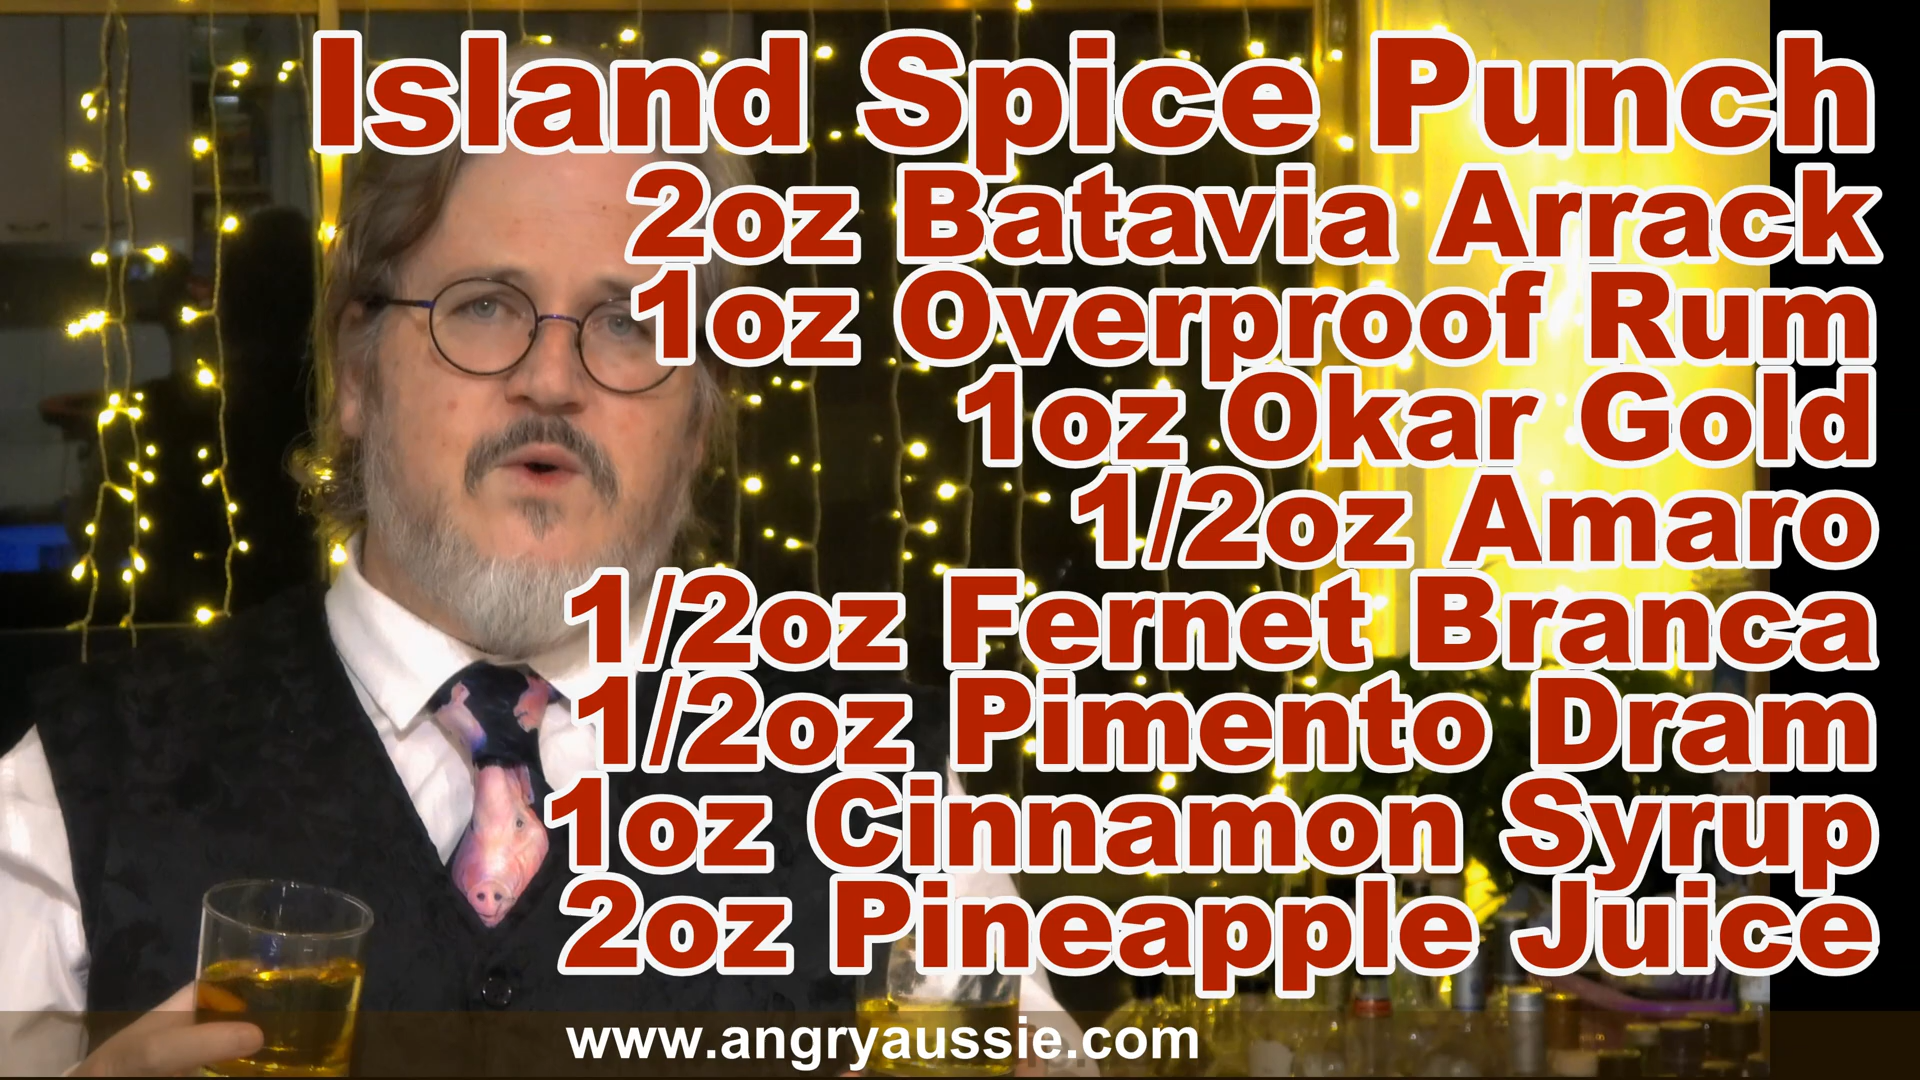 Island Spice Punch
2oz Batavia Arrack
1oz Overproof Rum
1oz Okar Gold
1/2oz Amaro
1/2oz Fernet Branca
1/2oz Pimento Dram
1oz Cinnamon Syrup
2oz Pineapple Juice
www.angryaussie.com